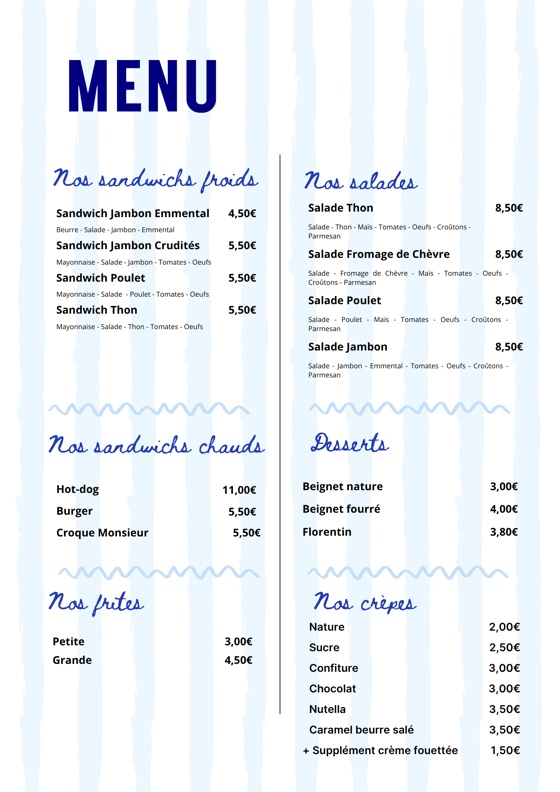 MENU
Nos sandwichs froids
Sandwich Jambon Emmental 4,50€
Beurre - Salade - Jambon - Emmental
Sandwich Jambon Crudités 5,50€
Mayonnaise - Salade - Jambon - Tomates - Oeufs
Sandwich Poulet 5,50€
Mayonnaise - Salade - Poulet - Tomates - Oeufs
Sandwich Thon 5,50€
Mayonnaise - Salade - Thon - Tomates - Oeufs
Nos sandwichs chauds
Hot-dog 11,00€
Burger 5,50€
Croque Monsieur 5,50€
Nos frites
Petite 3,00€
Grande 4,50€
Nos salades
Salade Thon 8,50€
Salade - Thon - Maïs - Tomates - Oeufs - Croûtons -
Parmesan
Salade Fromage de Chèvre 8,50€
Salade - Fromage de Chèvre - Maïs - Tomates - Oeufs -
Croûtons - Parmesan
Salade Poulet 8,50€
Salade - Poulet - Maïs - Tomates - Oeufs - Croûtons -
Parmesan
Salade Jambon 8,50€
Salade - Jambon - Emmental - Tomates - Oeufs - Croûtons -
Parmesan
Desserts
Beignet nature 3,00€
Beignet fourré 4,00€
Florentin 3,80€
Nos crèpes
Nature 2,00€
Sucre 2,50€
Confiture 3,00€
Chocolat 3,00€
Nutella 3,50€
Caramel beurre salé 3,50€
+ Supplément crème fouettée 1,50€